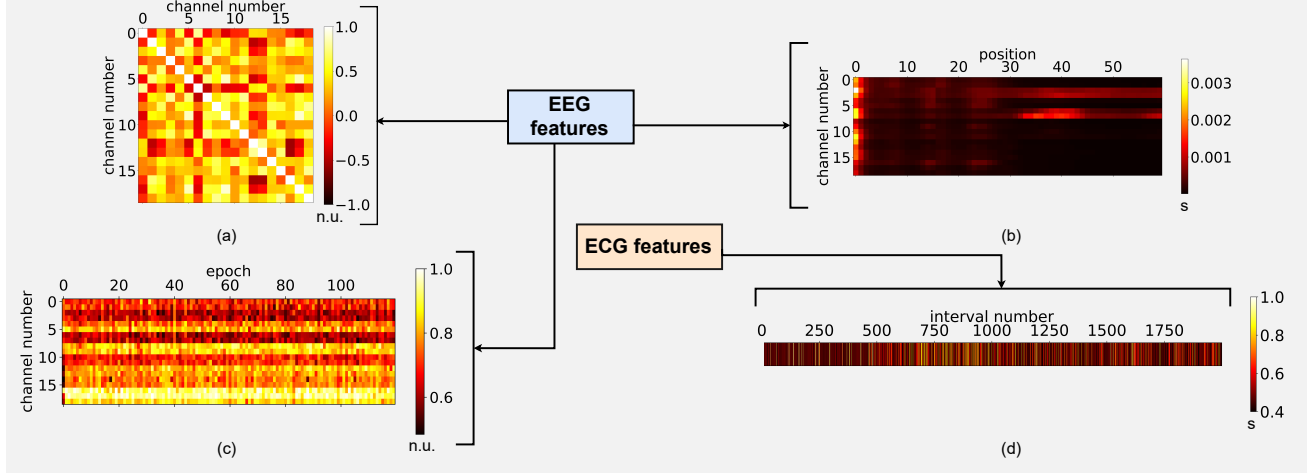 channel number
0 5 10 15
0
5
10
15
channel number
1.0
0.5
0.0
−0.5
−1.0
n.u.
(a)
EEG
features
position
0 10 20 30 40 50
0
5
10
15
channel number
0.003
0.002
0.001
s
(b)
ECG features
epoch
0 20 40 60 80 100
0
5
10
15
channel number
1.0
0.8
0.6
n.u.
(c)
interval number
0 250 500 750 1000 1250 1500 1750
1.0
0.8
0.6
0.4
s
(d)